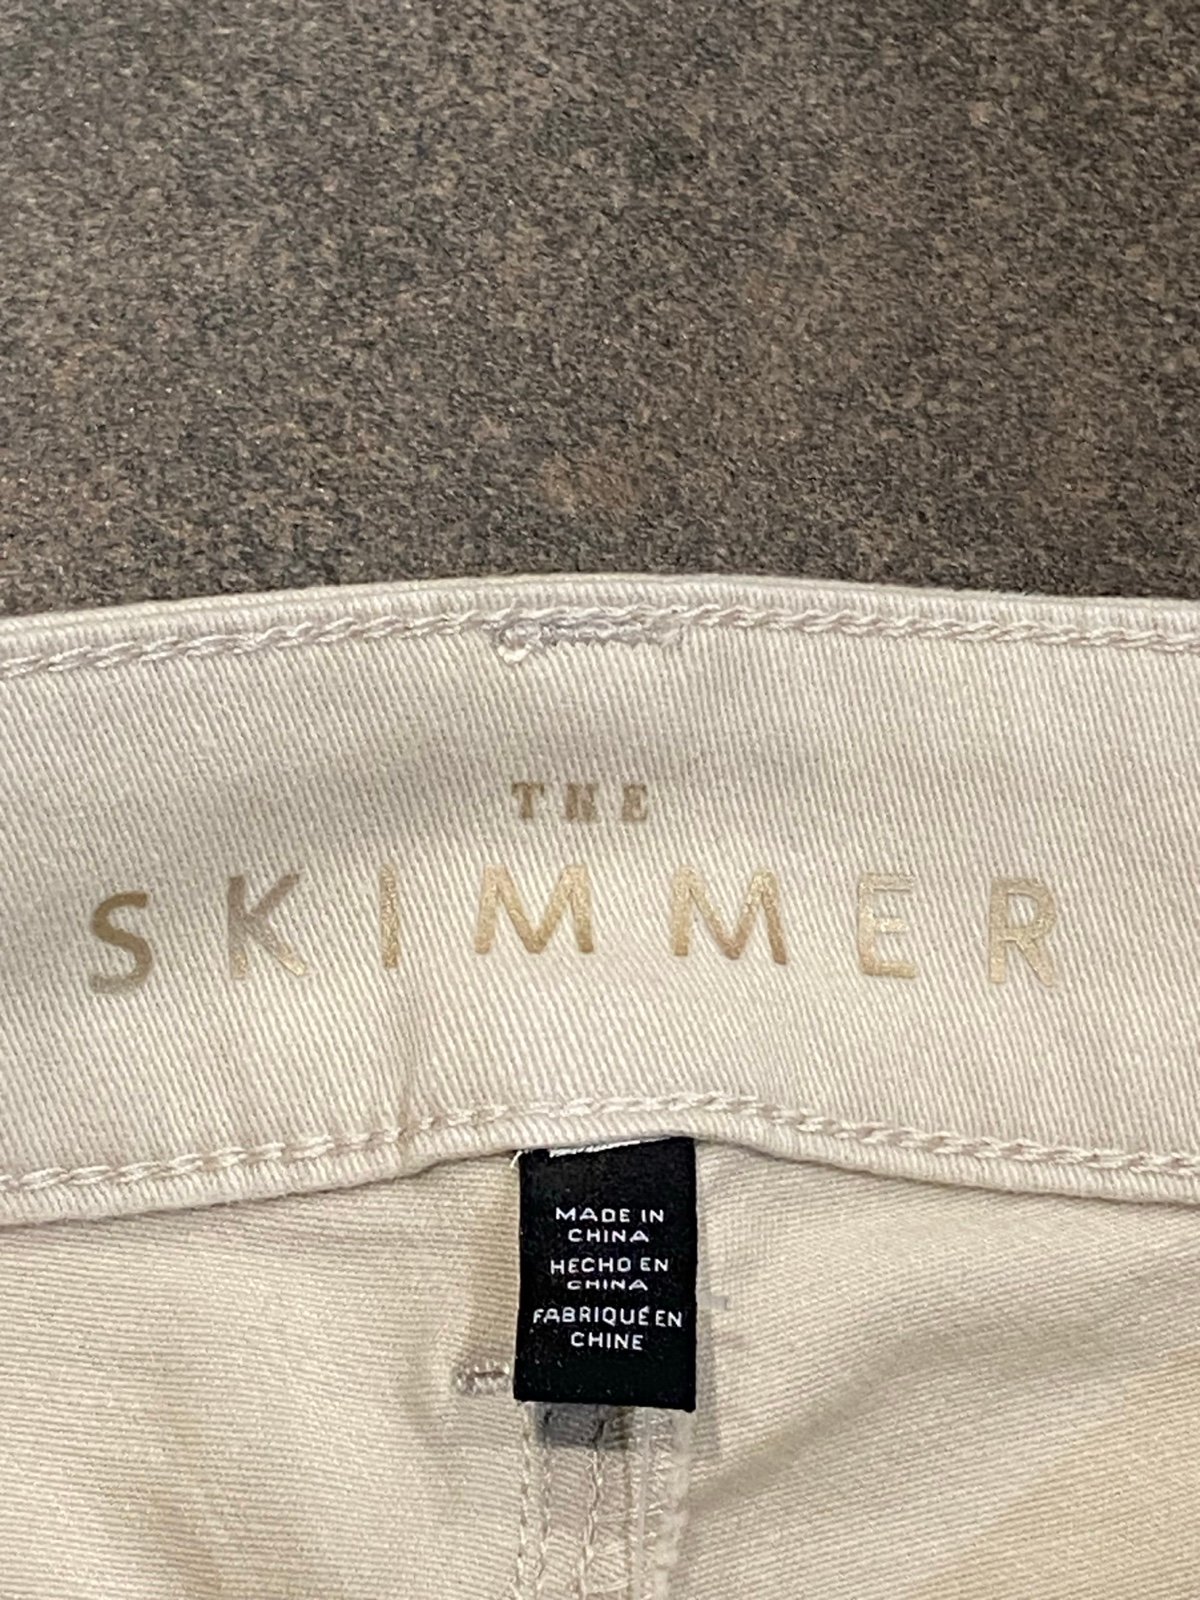 THE
SKIMMER
MADE IN
CHINA
HECHO EN
CHINA
FABRIQUÉ EN
CHINE